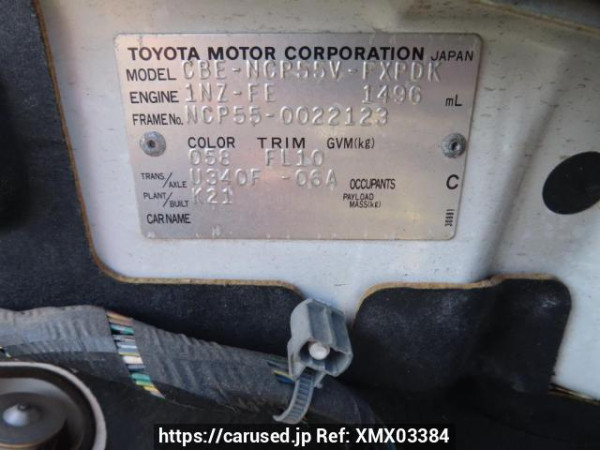 TOYOTA MOTOR CORPORATION JAPAN
MODEL CBE-NCP55V-FXPDK
ENGINE 1NZ-FE 1496 mL
FRAME No. NCP55-0022123
COLOR TRIM GVM(kg)
058 FL10
TRANS./AXLE U340F -06A OCCUPANTS C
PLANT/BUILT K21 PAYLOAD MASS(kg)
CAR NAME
https://carused.jp Ref: XMX03384